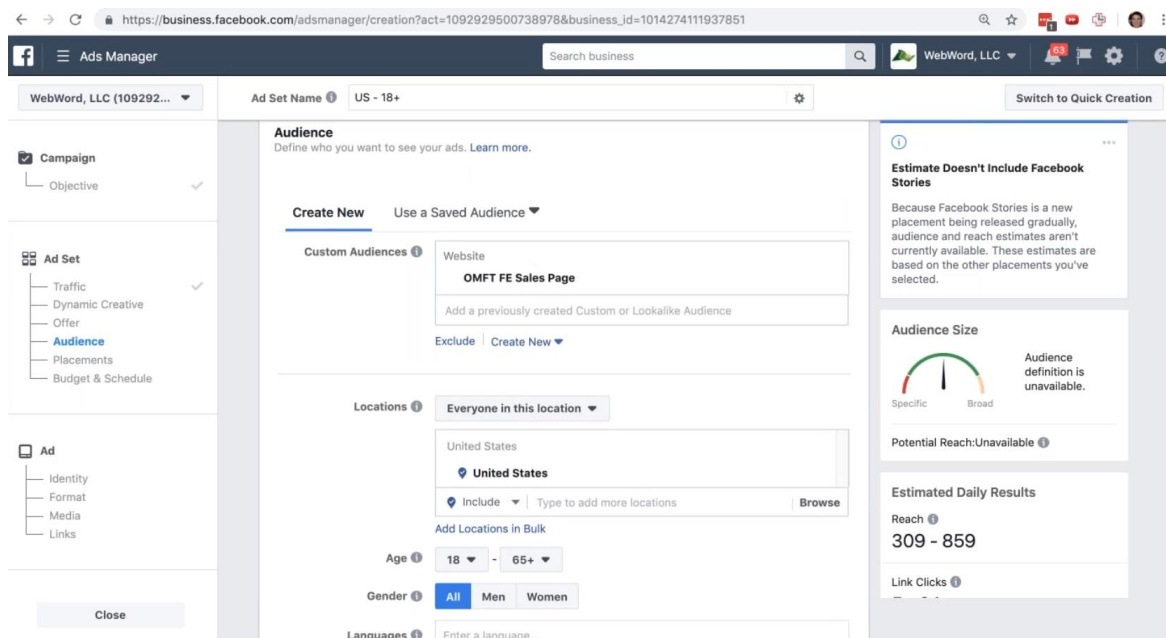 https://business.facebook.com/adsmanager/creation?act=1092929500738978&business_id=1014274111937851
1
Ads Manager
Search business
WebWord, LLC
63
WebWord, LLC (109292...
Ad Set Name
US - 18+
Switch to Quick Creation
Campaign
Objective
Ad Set
Traffic
Dynamic Creative
Offer
Audience
Placements
Budget & Schedule
Ad
Identity
Format
Media
Links
Close
Audience
Define who you want to see your ads. Learn more.
Create New
Use a Saved Audience
Custom Audiences
Website
OMFT FE Sales Page
Add a previously created Custom or Lookalike Audience
Exclude
Create New
Locations
Everyone in this location
United States
United States
Include
Type to add more locations
Browse
Add Locations in Bulk
Age
18 - 65+
Gender
All Men Women
Languages
Enter a language...
Estimate Doesn't Include Facebook
Stories
Because Facebook Stories is a new
placement being released gradually,
audience and reach estimates aren't
currently available. These estimates are
based on the other placements you've
selected.
Audience Size
Specific
Broad
Audience
definition is
unavailable.
Potential Reach:Unavailable
Estimated Daily Results
Reach
309 - 859
Link Clicks